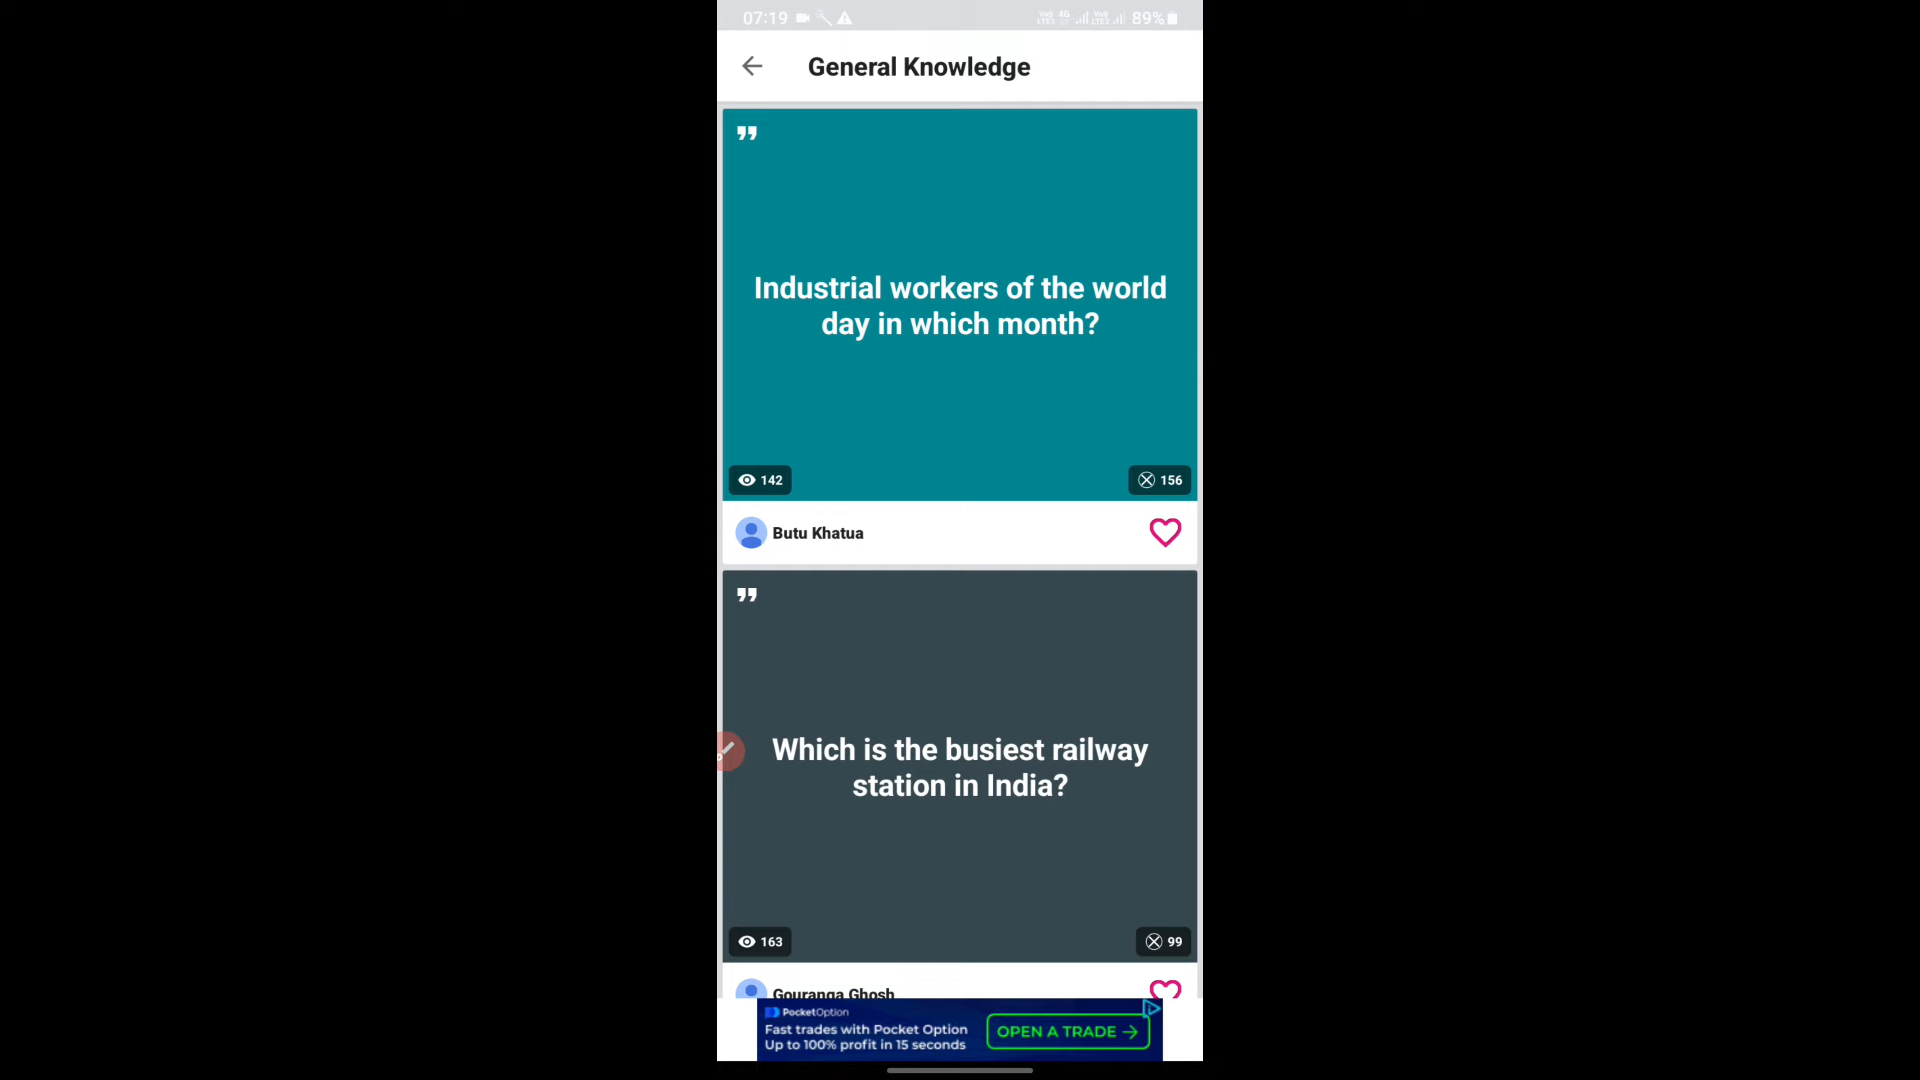 07:19
89%
General Knowledge
Industrial workers of the world
day in which month?
142
156
Butu Khatua
Which is the busiest railway
station in India?
163
99
Gouranga Ghosh
PocketOption
Fast trades with Pocket Option
Up to 100% profit in 15 seconds
OPEN A TRADE